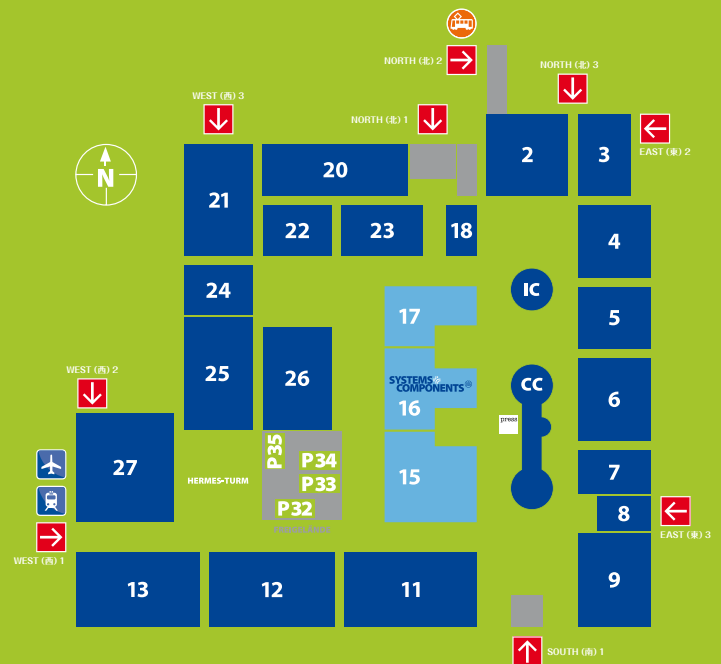 NORTH (北) 2
NORTH (北) 3
WEST (西) 3
NORTH (北) 1
EAST (東) 2
N
20
2
3
21
22
23
18
4
24
IC
17
5
25
26
SYSTEMS
COMPONENTS
CC
16
6
WEST (西) 2
press
27
P35
P34
P33
P32
15
7
HERMES•TURM
8
FREIGELÄNDE
EAST (東) 3
WEST (西) 1
13
12
11
9
SOUTH (南) 1